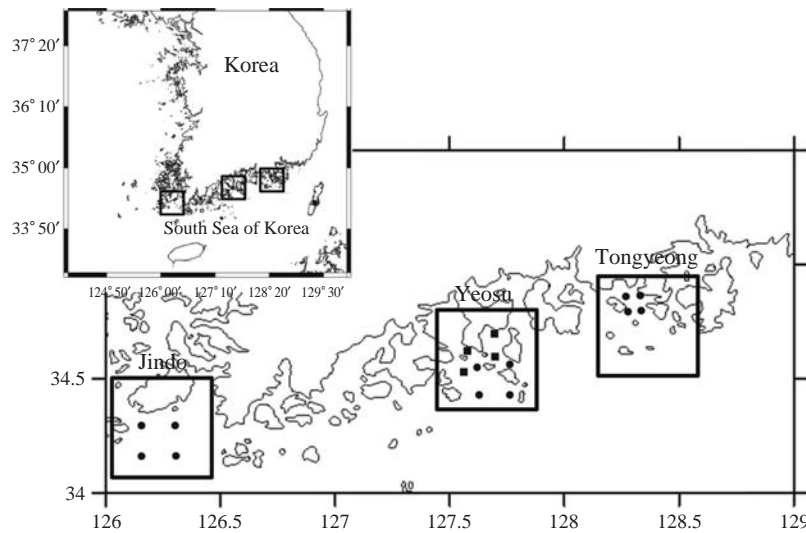 37° 20′
Korea
36° 10′
35° 00′
33° 50′
South Sea of Korea
124° 50′ 126° 00′ 127° 10′ 128° 20′ 129° 30′
Tongyeong
Yeosu
Jindo
34.5
34
126 126.5 127 127.5 128 128.5 129